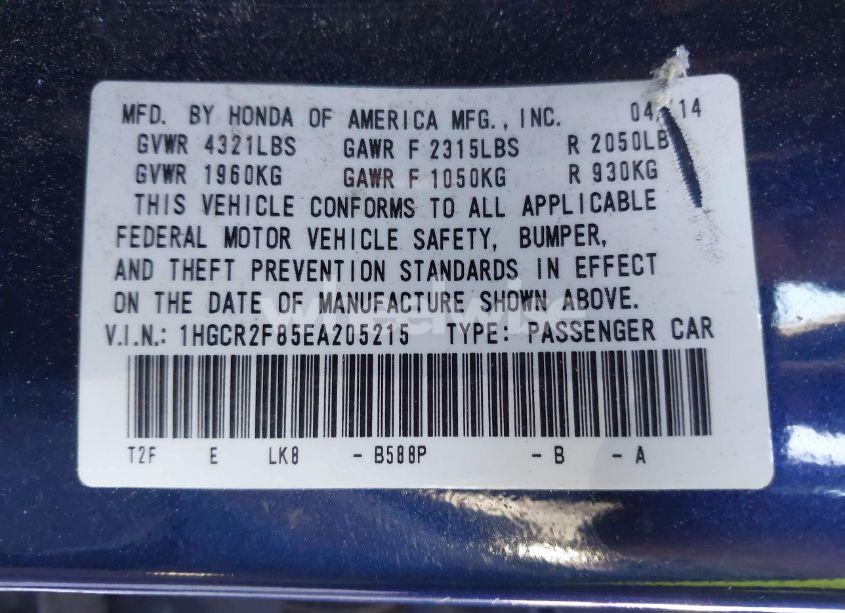 MFD. BY HONDA OF AMERICA MFG., INC. 04/14
GVWR 4321LBS GAWR F 2315LBS R 2050LB
GVWR 1960KG GAWR F 1050KG R 930KG
THIS VEHICLE CONFORMS TO ALL APPLICABLE
FEDERAL MOTOR VEHICLE SAFETY, BUMPER,
AND THEFT PREVENTION STANDARDS IN EFFECT
ON THE DATE OF MANUFACTURE SHOWN ABOVE.
V.I.N.: 1HGCR2F85EA205215 TYPE: PASSENGER CAR
T2F E LK8 - B588P - B - A